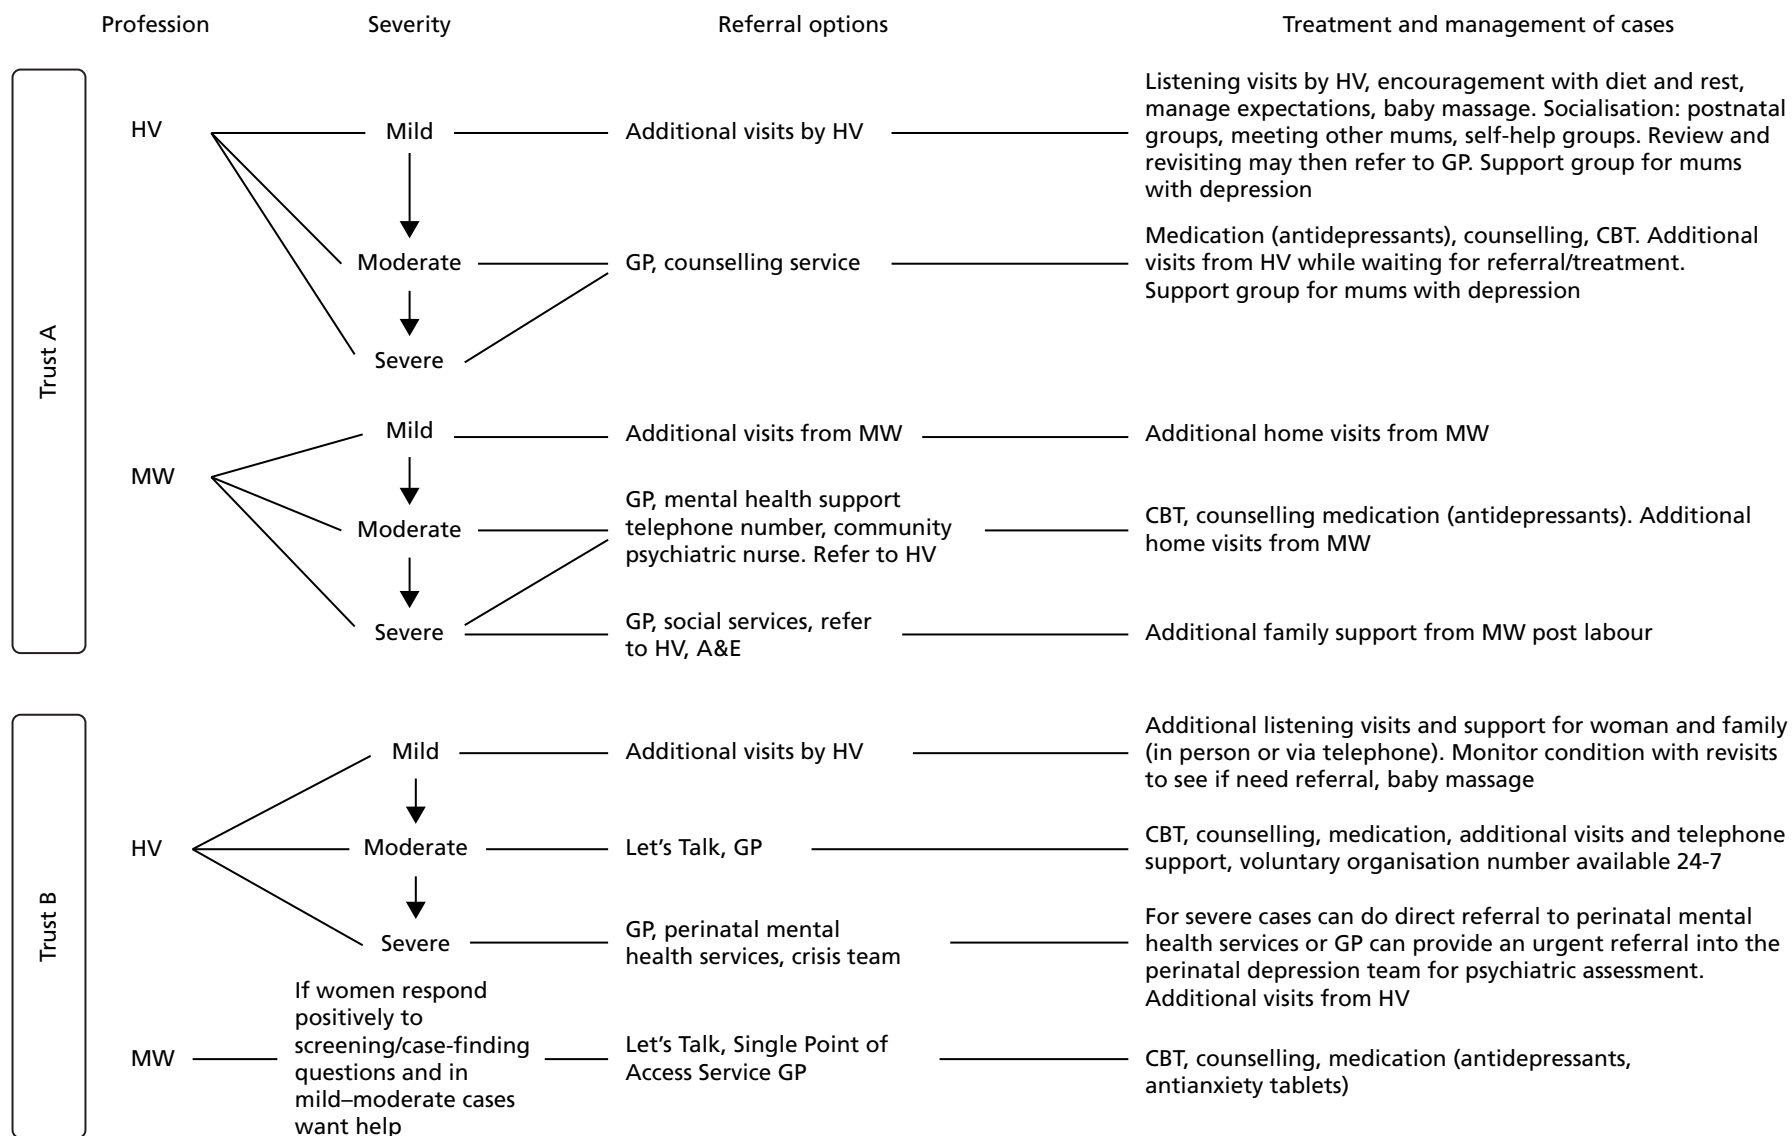 Profession
Severity
Referral options
Treatment and management of cases
Trust A
HV
Mild
Additional visits by HV
Listening visits by HV, encouragement with diet and rest,
manage expectations, baby massage. Socialisation: postnatal
groups, meeting other mums, self-help groups. Review and
revisiting may then refer to GP. Support group for mums
with depression
Moderate
GP, counselling service
Medication (antidepressants), counselling, CBT. Additional
visits from HV while waiting for referral/treatment.
Support group for mums with depression
Severe
MW
Mild
Additional visits from MW
Additional home visits from MW
Moderate
GP, mental health support
telephone number, community
psychiatric nurse. Refer to HV
CBT, counselling medication (antidepressants). Additional
home visits from MW
Severe
GP, social services, refer
to HV, A&E
Additional family support from MW post labour
Trust B
HV
Mild
Additional visits by HV
Additional listening visits and support for woman and family
(in person or via telephone). Monitor condition with revisits
to see if need referral, baby massage
Moderate
Let's Talk, GP
CBT, counselling, medication, additional visits and telephone
support, voluntary organisation number available 24-7
Severe
GP, perinatal mental
health services, crisis team
For severe cases can do direct referral to perinatal mental
health services or GP can provide an urgent referral into the
perinatal depression team for psychiatric assessment.
Additional visits from HV
MW
If women respond
positively to
screening/case-finding
questions and in
mild–moderate cases
want help
Let's Talk, Single Point of
Access Service GP
CBT, counselling, medication (antidepressants,
antianxiety tablets)